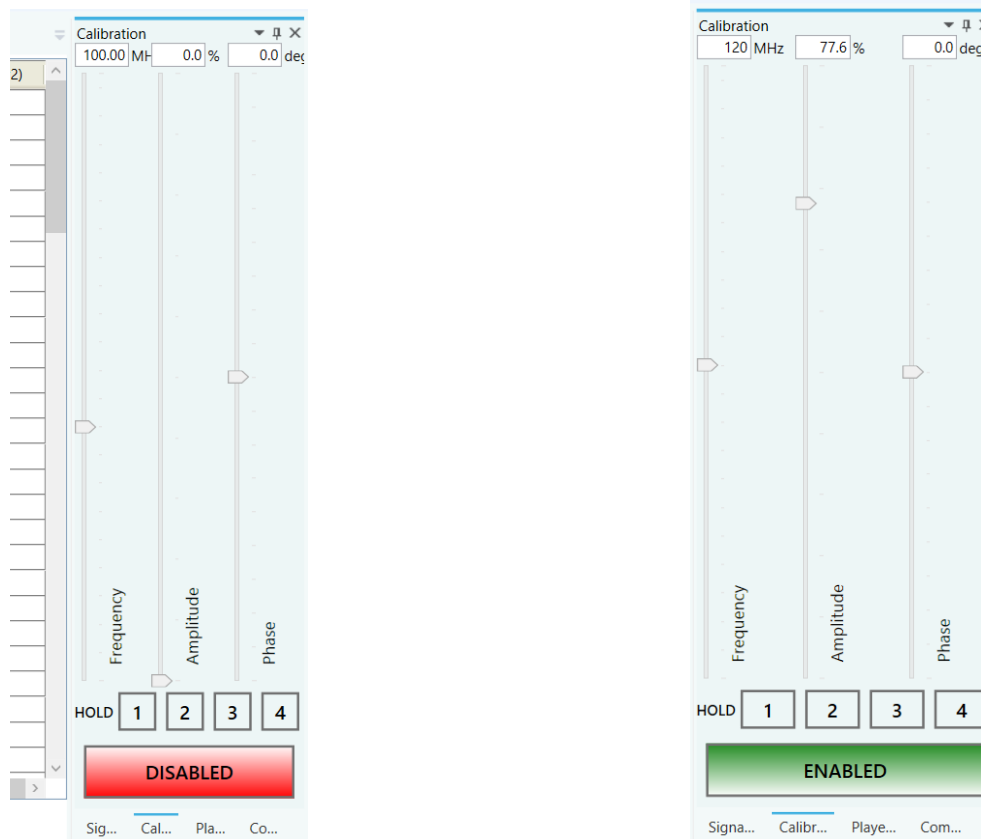 Calibration
100.00 MH 0.0 % 0.0 deg
2)
Frequency
Amplitude
Phase
HOLD 1 2 3 4
DISABLED
Sig... Cal... Pla... Co...
Calibration
120 MHz 77.6 % 0.0 deg
Frequency
Amplitude
Phase
HOLD 1 2 3 4
ENABLED
Signa... Calibr... Playe... Com...